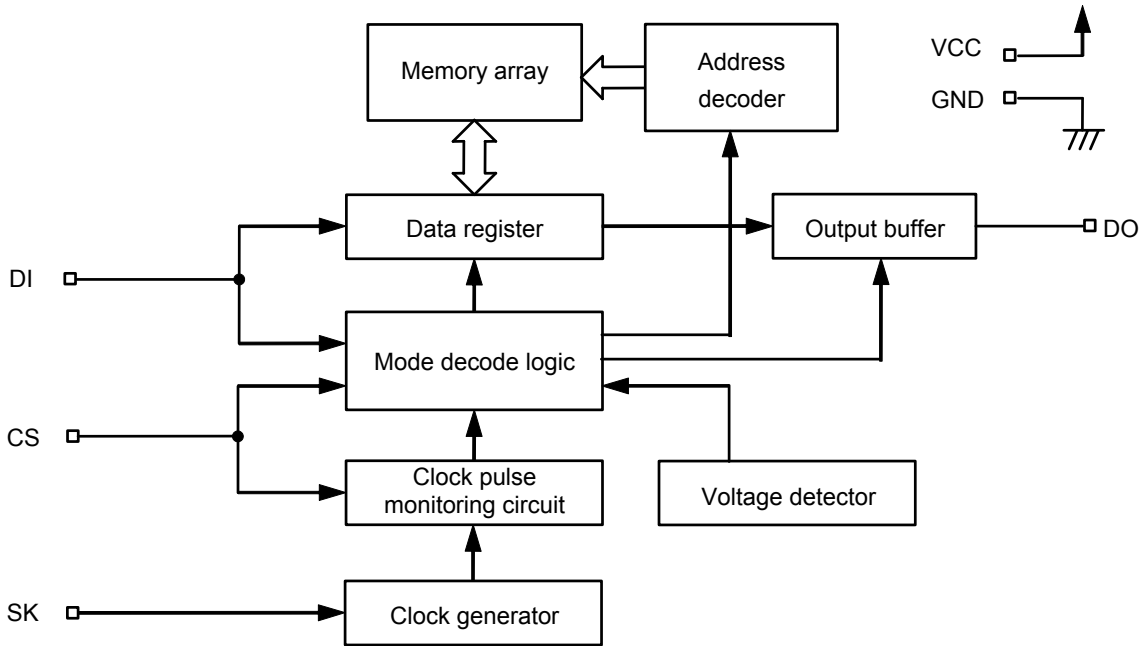 Memory array
Address
decoder
VCC
GND
Data register
Output buffer
DO
DI
Mode decode logic
CS
Clock pulse
monitoring circuit
Voltage detector
SK
Clock generator